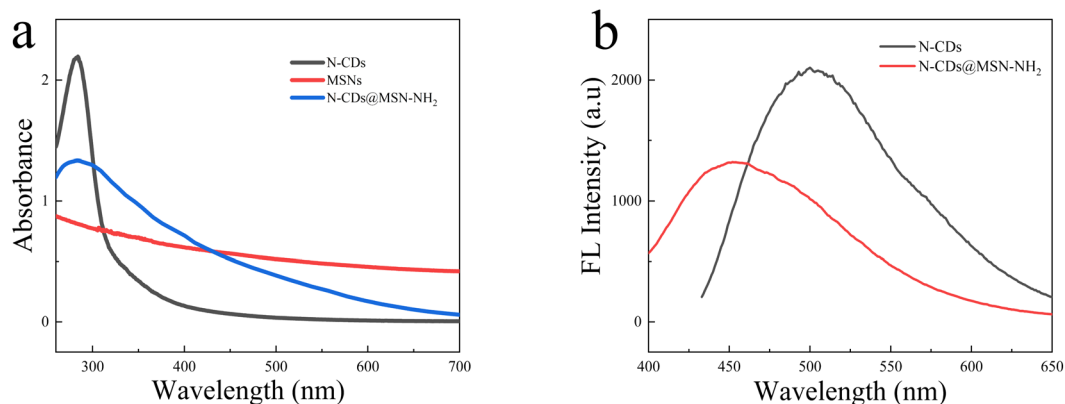 a
N-CDs
MSNs
N-CDs@MSN-NH₂
2
1
0
Absorbance
300 400 500 600 700
Wavelength (nm)
b
N-CDs
N-CDs@MSN-NH₂
2000
1000
0
FL Intensity (a.u)
400 450 500 550 600 650
Wavelength (nm)